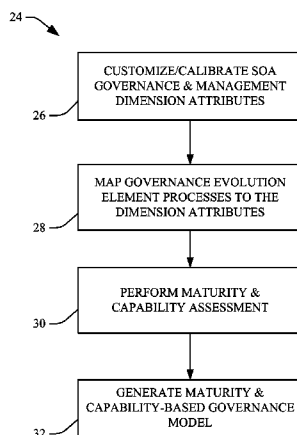 24
CUSTOMIZE/CALIBRATE SOA
GOVERNANCE & MANAGEMENT
DIMENSION ATTRIBUTES
26
MAP GOVERNANCE EVOLUTION
ELEMENT PROCESSES TO THE
DIMENSION ATTRIBUTES
28
PERFORM MATURITY &
CAPABILITY ASSESSMENT
30
GENERATE MATURITY &
CAPABILITY-BASED GOVERNANCE
MODEL
32